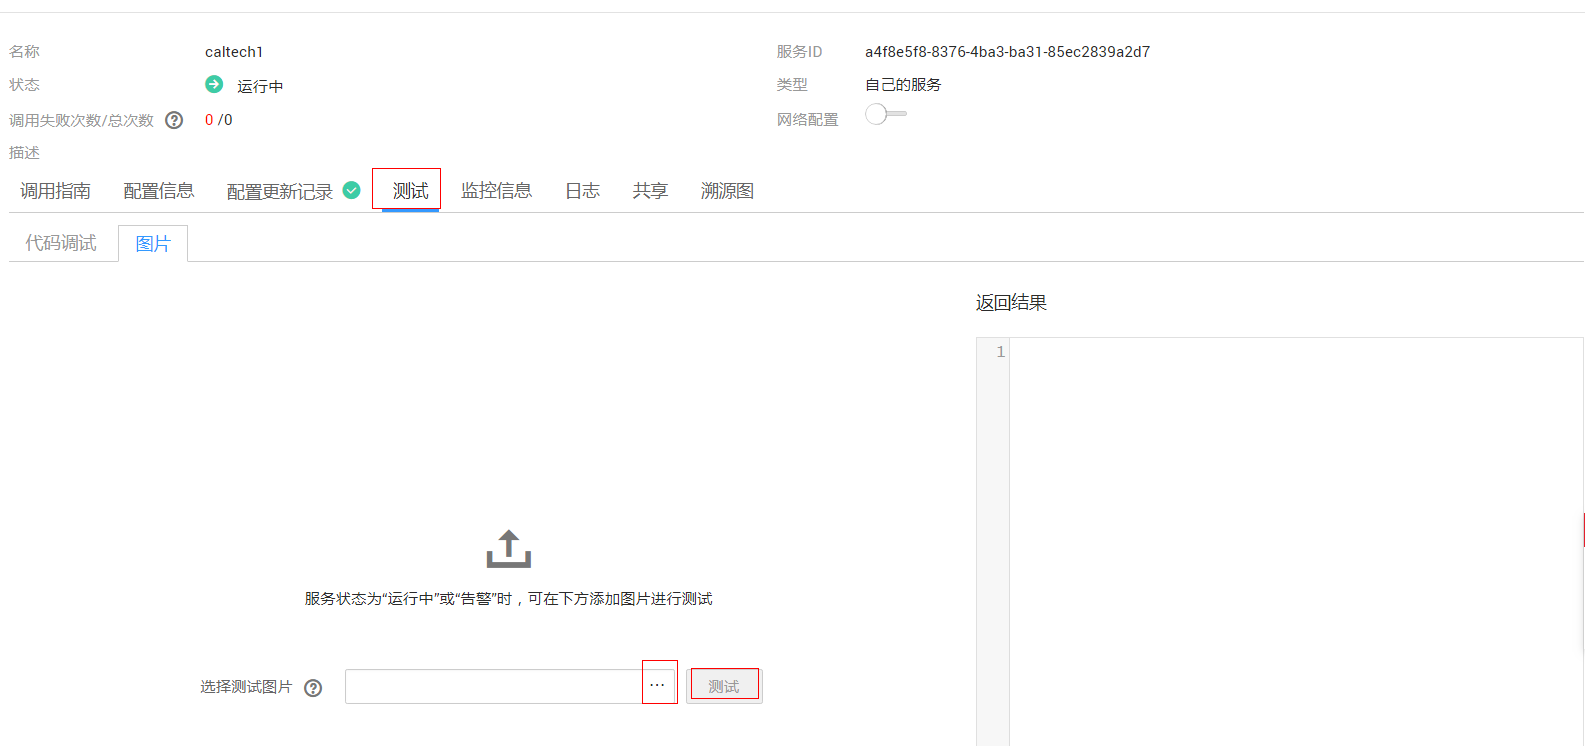 名称 caltech1 服务ID a4f8e5f8-8376-4ba3-ba31-85ec2839a2d7
状态 运行中 类型 自己的服务
调用失败次数/总次数 ? 0 /0 网络配置
描述
调用指南 配置信息 配置更新记录 测试 监控信息 日志 共享 溯源图
代码调试 图片
返回结果
1
服务状态为“运行中”或“告警”时，可在下方添加图片进行测试
选择测试图片 ? ... 测试